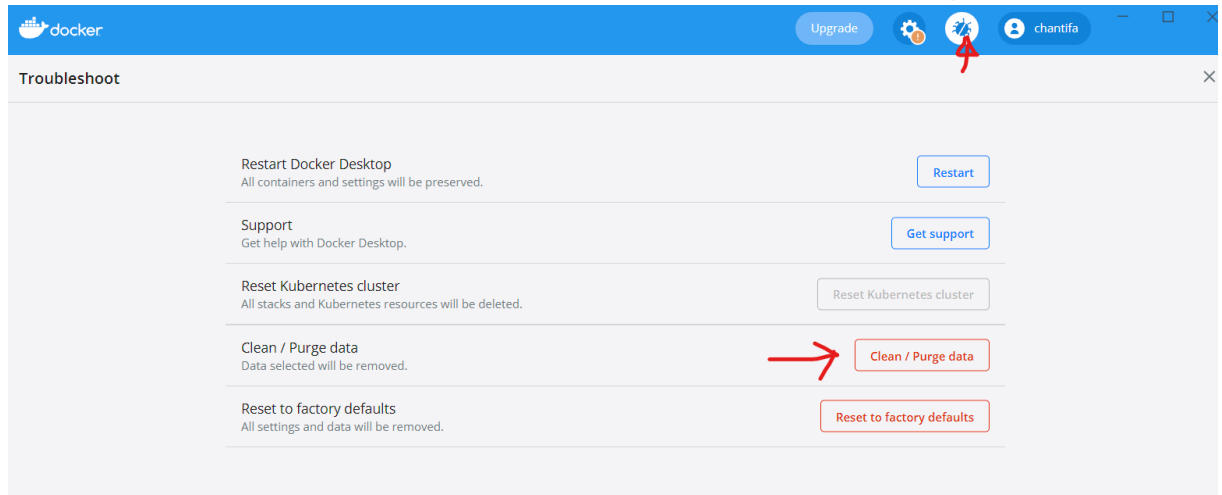 docker
Upgrade
chantifa
Troubleshoot
Restart Docker Desktop
All containers and settings will be preserved.
Restart
Support
Get help with Docker Desktop.
Get support
Reset Kubernetes cluster
All stacks and Kubernetes resources will be deleted.
Reset Kubernetes cluster
Clean / Purge data
Data selected will be removed.
Clean / Purge data
Reset to factory defaults
All settings and data will be removed.
Reset to factory defaults